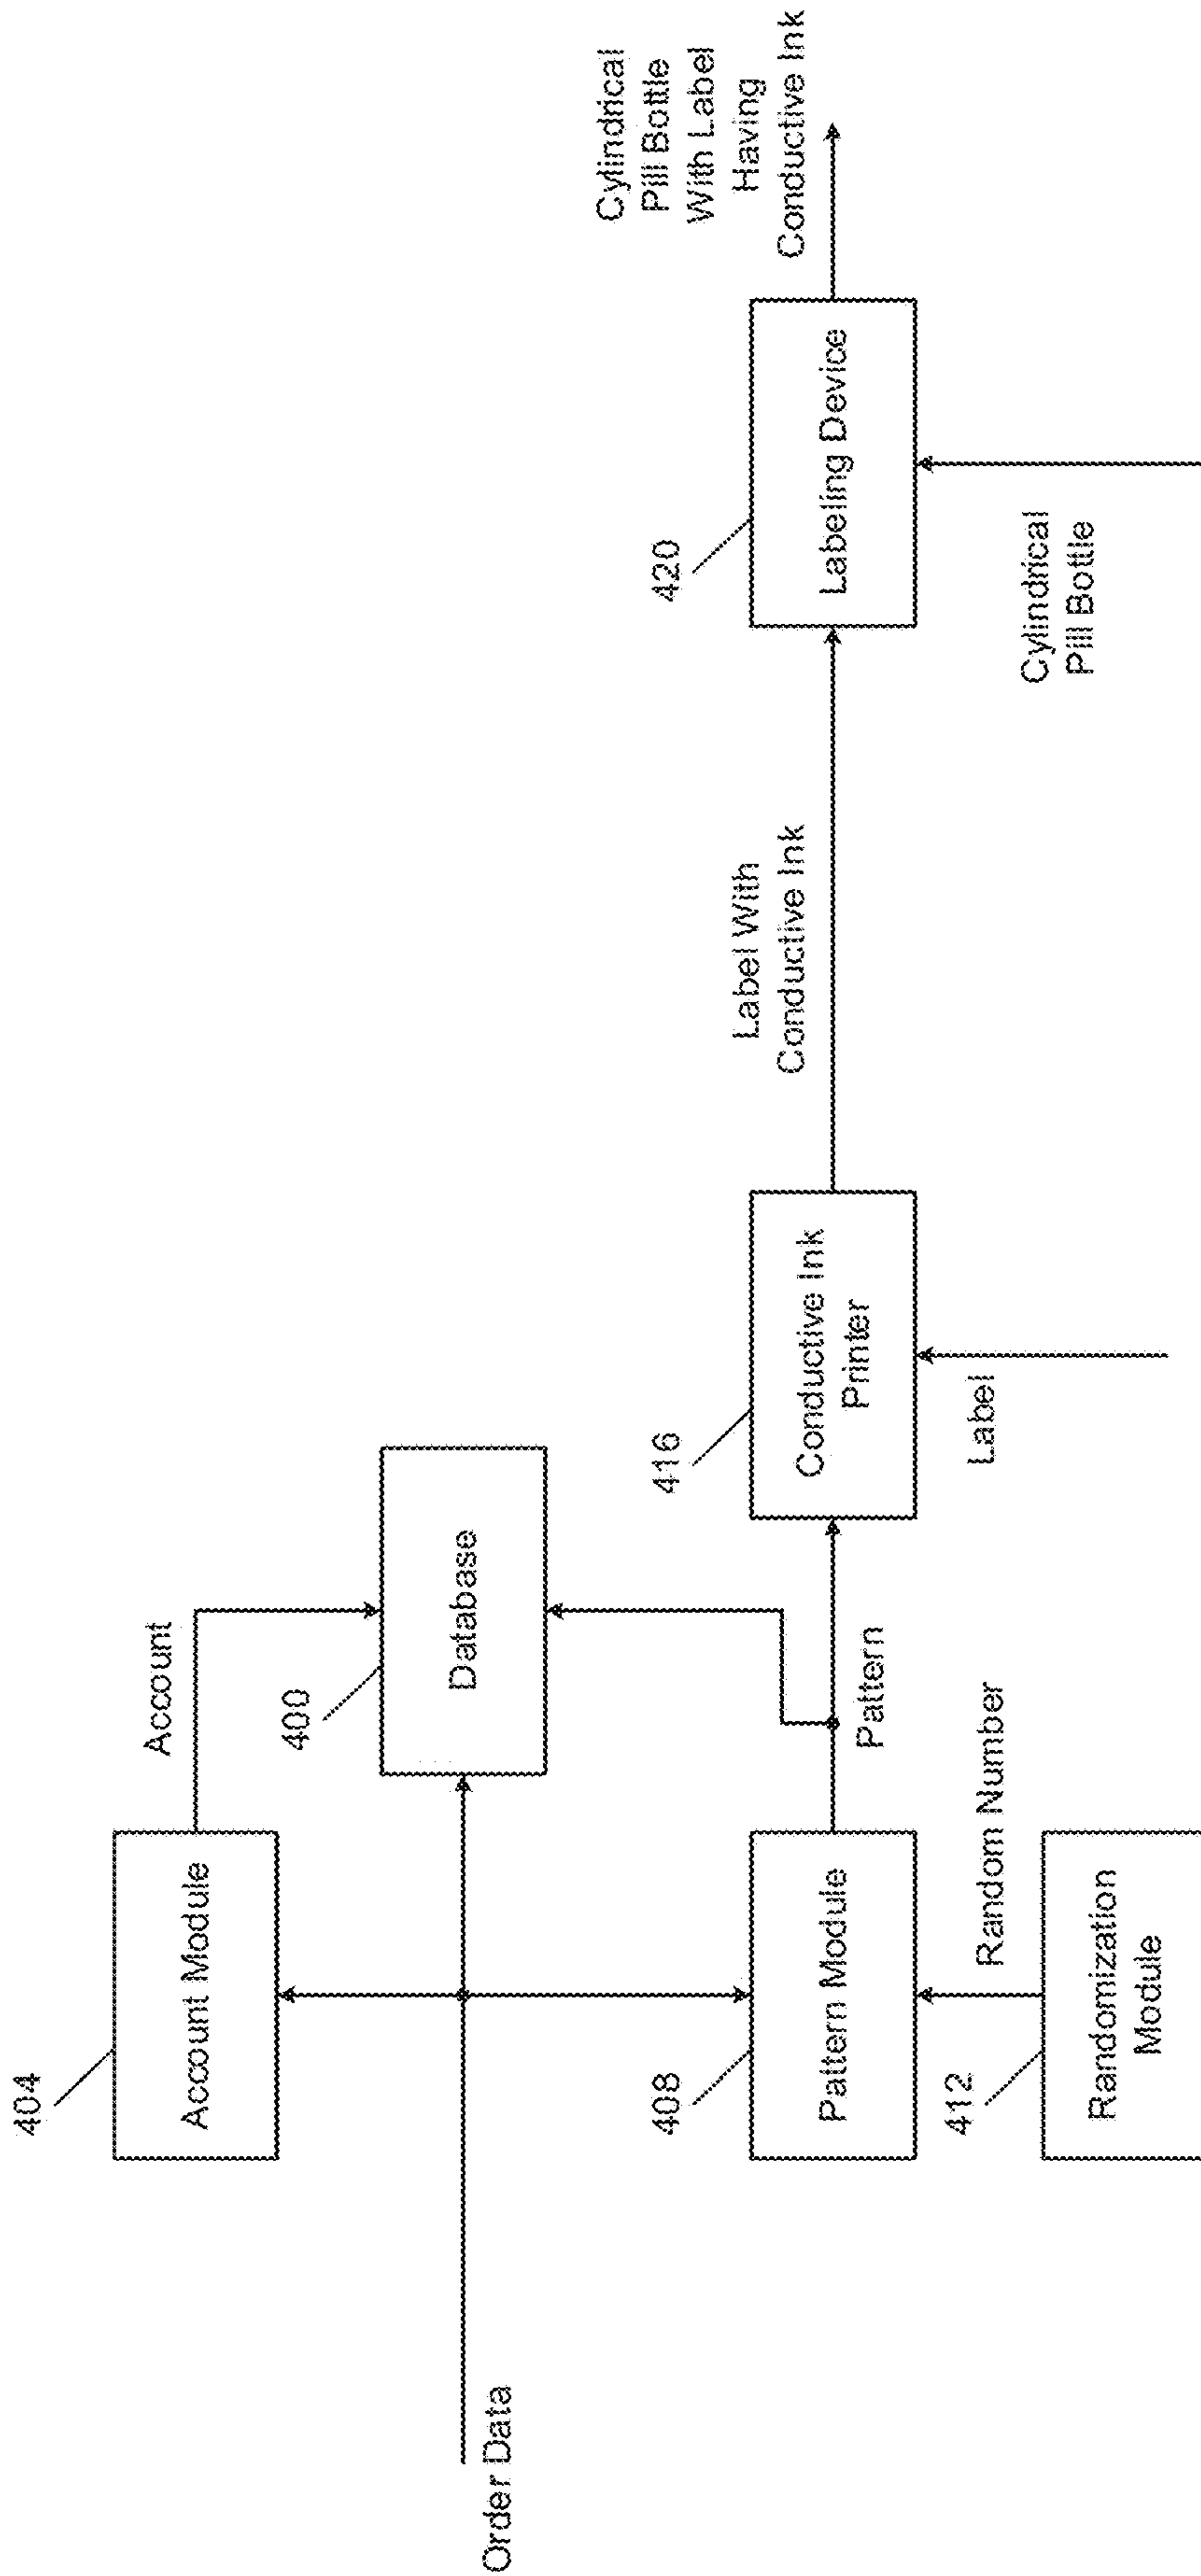 404
Account Module
Account
400
Database
Order Data
408
Pattern Module
Pattern
412
Randomization
Module
Random Number
416
Conductive Ink
Printer
Label
Label With
Conductive Ink
420
Labeling Device
Cylindrical
Pill Bottle
Cylindrical
Pill Bottle
With Label
Having
Conductive Ink